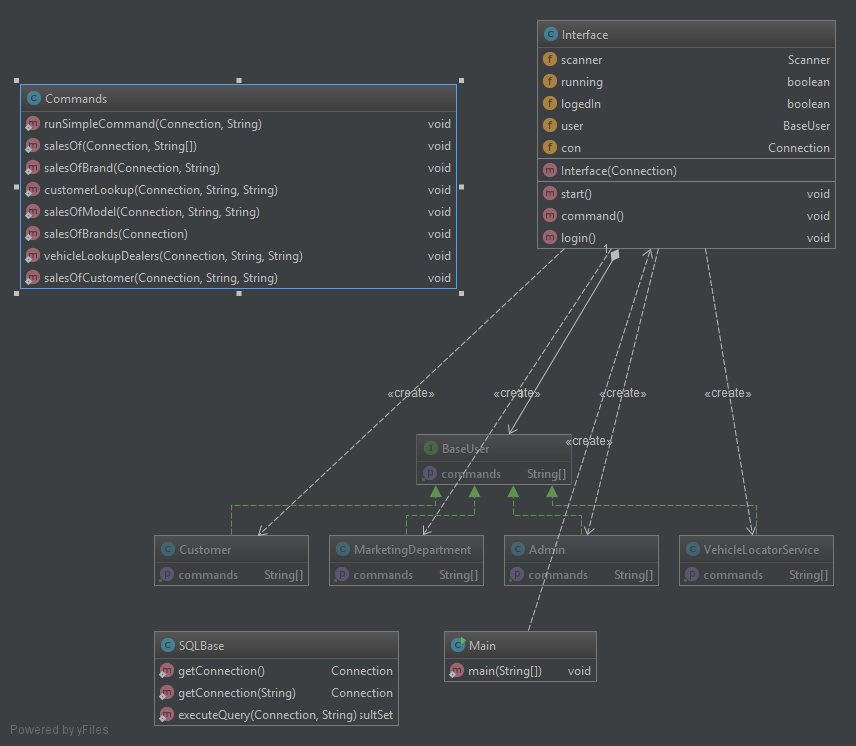 Interface
scanner Scanner
running boolean
logedIn boolean
user BaseUser
con Connection
Interface(Connection)
start() void
command() void
login() void
Commands
runSimpleCommand(Connection, String) void
salesOf(Connection, String[]) void
salesOfBrand(Connection, String) void
customerLookup(Connection, String, String) void
salesOfModel(Connection, String, String) void
salesOfBrands(Connection) void
vehicleLookupDealers(Connection, String, String) void
salesOfCustomer(Connection, String, String) void
1
«create» «create» «create» «create»
1
«create»
BaseUser
commands String[]
Customer
commands String[]
MarketingDepartment
commands String[]
Admin
commands String[]
VehicleLocatorService
commands String[]
SQLBase
getConnection() Connection
getConnection(String) Connection
executeQuery(Connection, String) sultSet
Main
main(String[]) void
Powered by yFiles